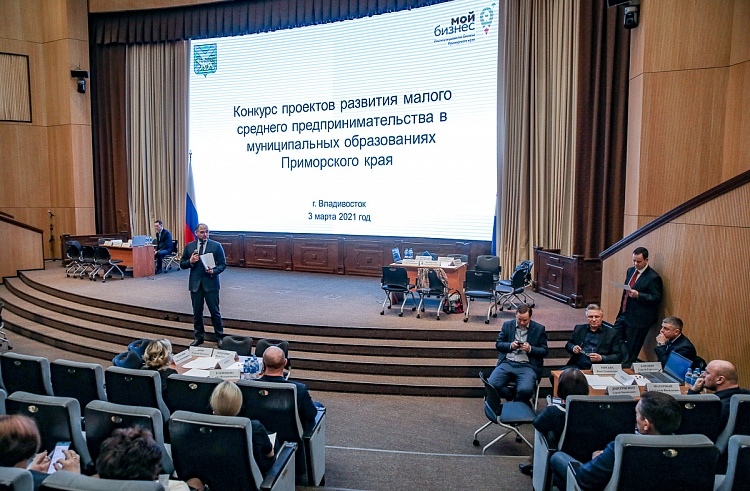 мой
бизнес
Конкурс проектов развития малого
среднего предпринимательства в
муниципальных образованиях
Приморского края
г. Владивосток
3 марта 2021 год